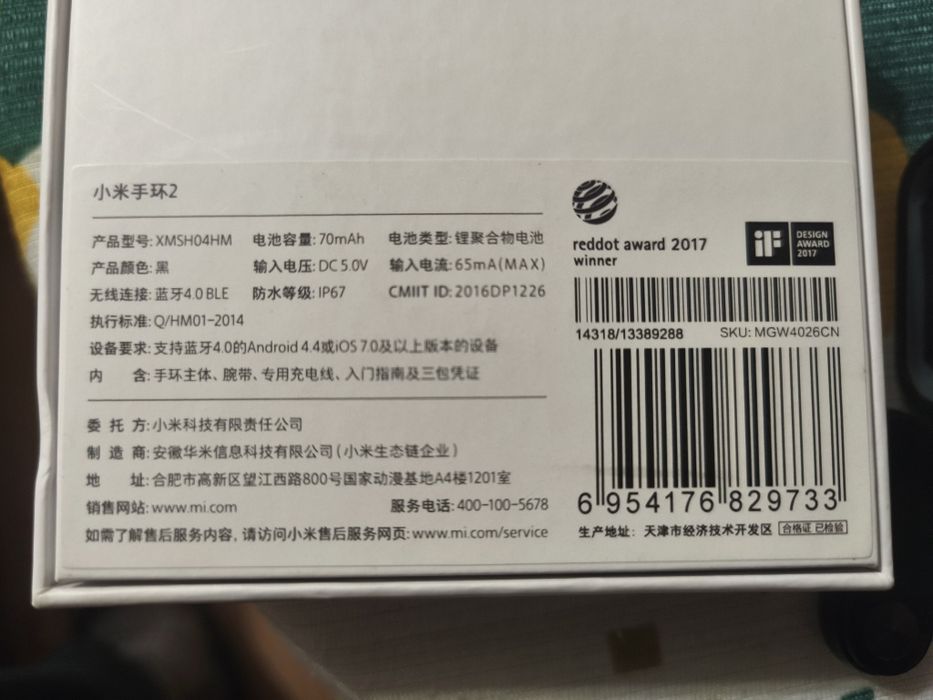 小米手环2
产品型号: XMSH04HM 电池容量: 70mAh 电池类型: 锂聚合物电池
产品颜色: 黑 输入电压: DC 5.0V 输入电流: 65mA(MAX)
无线连接: 蓝牙4.0 BLE 防水等级: IP67 CMIIT ID: 2016DP1226
执行标准: Q/HM01-2014
设备要求: 支持蓝牙4.0的Android 4.4或iOS 7.0及以上版本的设备
内 含: 手环主体、腕带、专用充电线、入门指南及三包凭证
委 托 方: 小米科技有限责任公司
制 造 商: 安徽华米信息科技有限公司(小米生态链企业)
地 址: 合肥市高新区望江西路800号国家动漫基地A4楼1201室
销售网站: www.mi.com 服务电话: 400-100-5678
如需了解售后服务内容, 请访问小米售后服务网页: www.mi.com/service
reddot award 2017
winner
iF
DESIGN
AWARD
2017
14318/13389288 SKU: MGW4026CN
6 954176 829733
生产地址: 天津市经济技术开发区 合格证 已检验